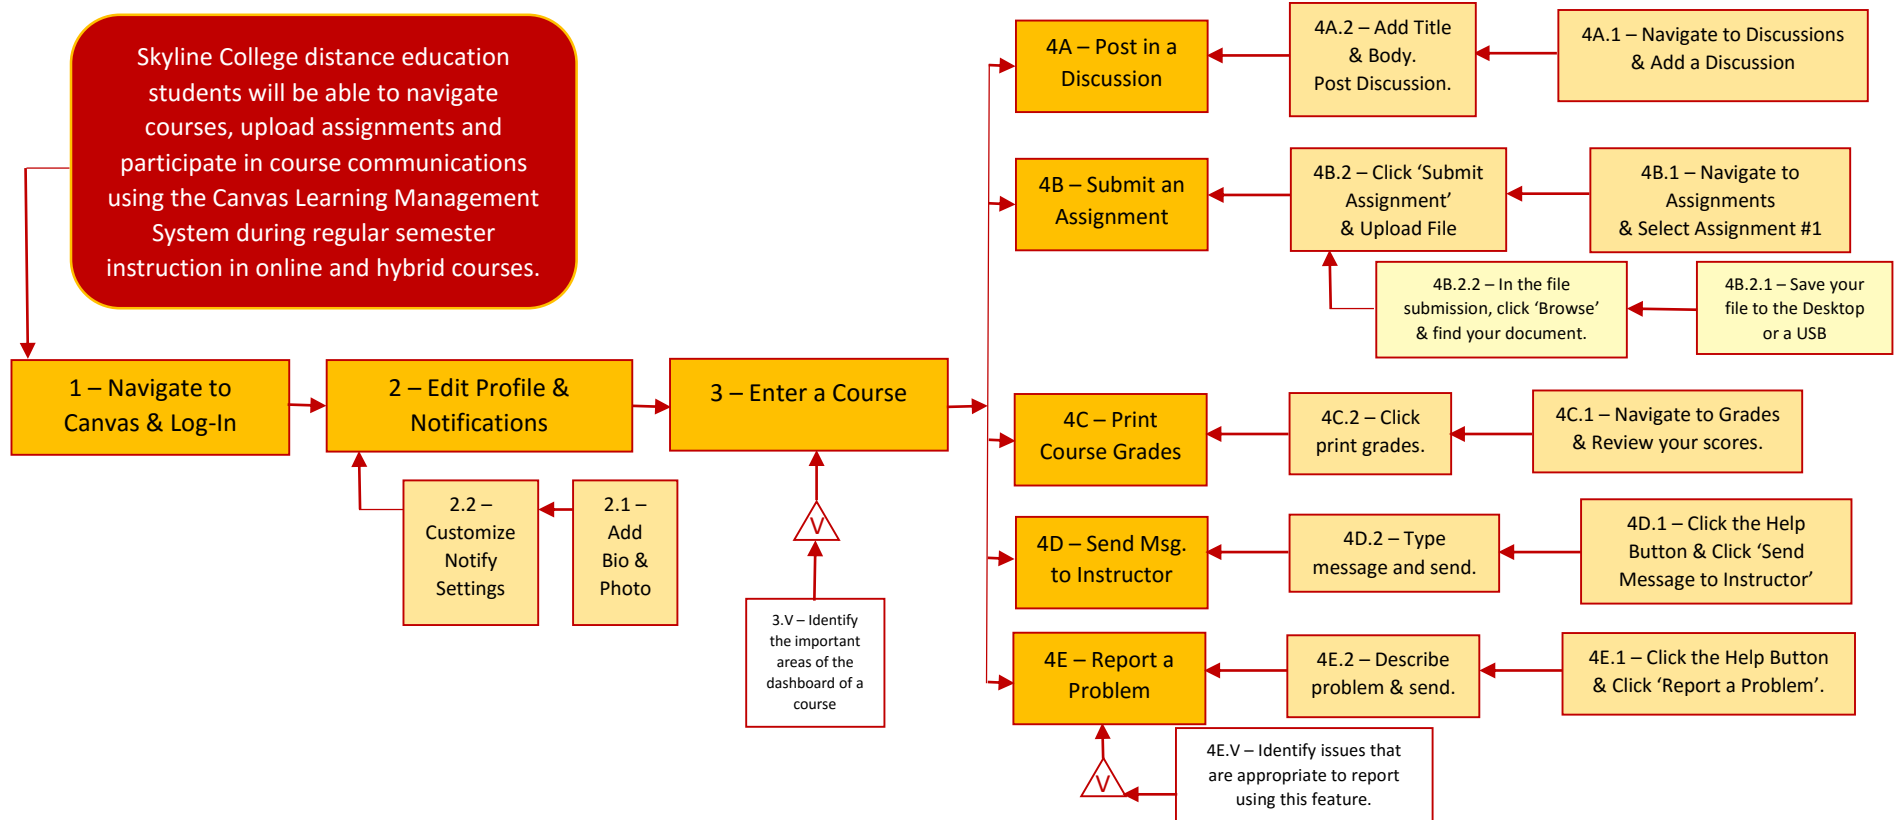 Skyline College distance education
students will be able to navigate
courses, upload assignments and
participate in course communications
using the Canvas Learning Management
System during regular semester
instruction in online and hybrid courses.
1 – Navigate to
Canvas & Log-In
2 – Edit Profile &
Notifications
2.2 –
Customize
Notify
Settings
2.1 –
Add
Bio &
Photo
3 – Enter a Course
V
3.V – Identify
the important
areas of the
dashboard of a
course
4A – Post in a
Discussion
4A.2 – Add Title
& Body.
Post Discussion.
4A.1 – Navigate to Discussions
& Add a Discussion
4B – Submit an
Assignment
4B.2 – Click ‘Submit
Assignment’
& Upload File
4B.1 – Navigate to
Assignments
& Select Assignment #1
4B.2.2 – In the file
submission, click ‘Browse’
& find your document.
4B.2.1 – Save your
file to the Desktop
or a USB
4C – Print
Course Grades
4C.2 – Click
print grades.
4C.1 – Navigate to Grades
& Review your scores.
4D – Send Msg.
to Instructor
4D.2 – Type
message and send.
4D.1 – Click the Help
Button & Click ‘Send
Message to Instructor’
4E – Report a
Problem
4E.2 – Describe
problem & send.
4E.1 – Click the Help Button
& Click ‘Report a Problem’.
V
4E.V – Identify issues that
are appropriate to report
using this feature.